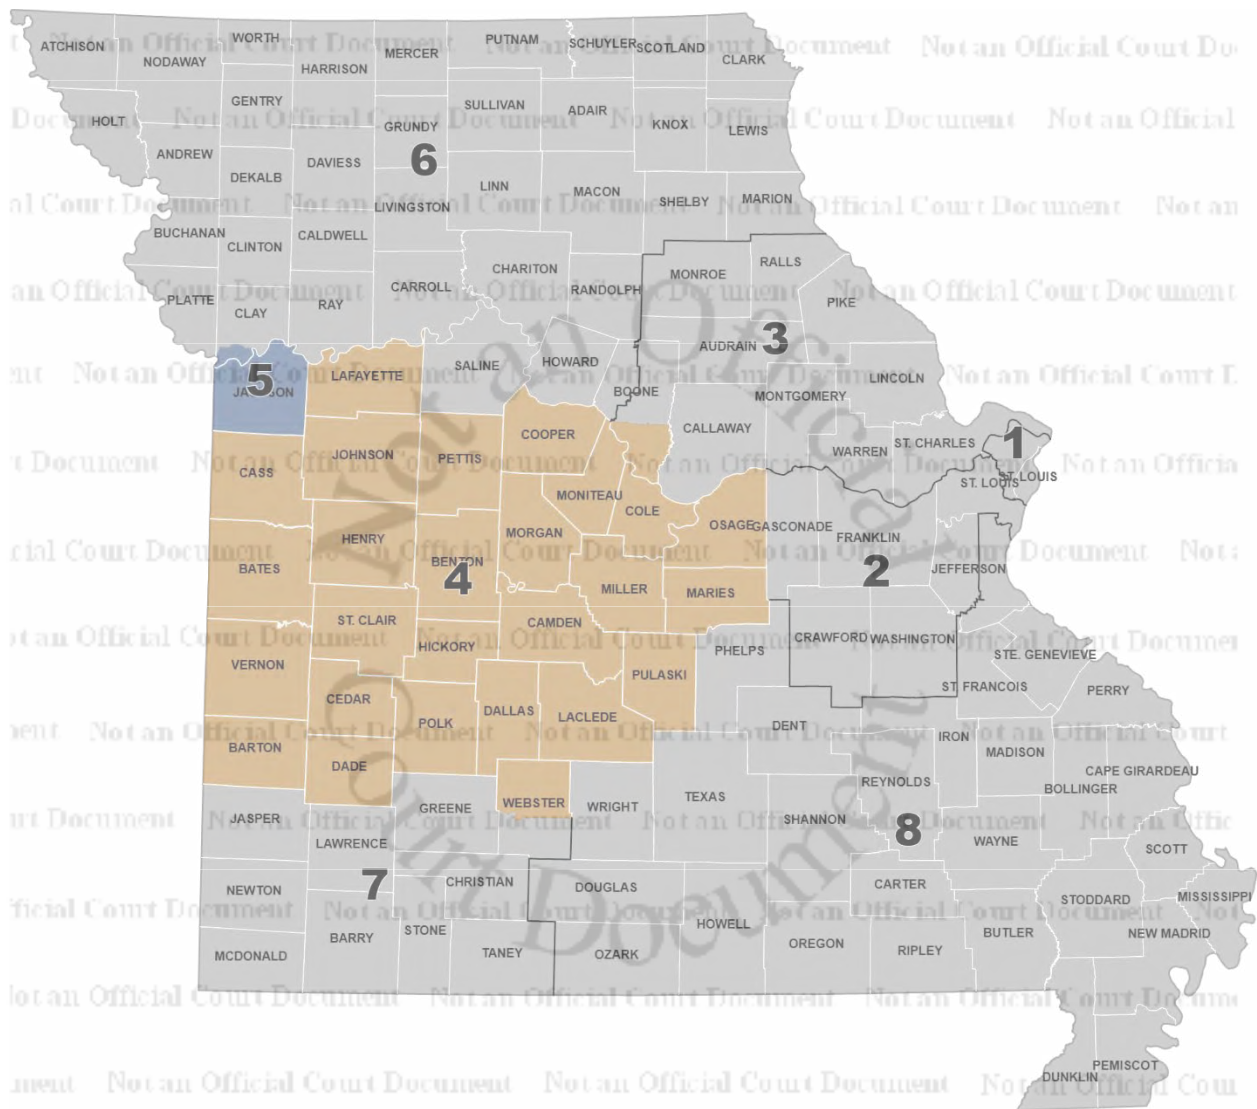 WORTH
PUTNAM
ATCHISON
SCHUYLER
SCOTLAND
MERCER
NODAWAY
HARRISON
CLARK
GENTRY
SULLIVAN
ADAIR
HOLT
GRUNDY
KNOX
LEWIS
ANDREW
DAVIESS
6
DEKALB
LINN
MACON
SHELBY
MARION
LIVINGSTON
BUCHANAN
CLINTON
CALDWELL
CHARITON
MONROE
RALLS
CARROLL
RANDOLPH
PLATTE
CLAY
RAY
PIKE
3
AUDRAIN
SALINE
HOWARD
LAFAYETTE
5
LINCOLN
BOONE
MONTGOMERY
CALLAWAY
COOPER
ST. CHARLES
1
WARREN
JOHNSON
PETTIS
CASS
ST. LOUIS
ST. LOUIS
MONITEAU
COLE
OSAGE
GASCONADE
MORGAN
HENRY
FRANKLIN
BENTON
BATES
4
2
JEFFERSON
MILLER
MARIES
ST. CLAIR
CAMDEN
CRAWFORD
WASHINGTON
HICKORY
PHELPS
STE. GENEVIEVE
VERNON
PULASKI
ST. FRANCOIS
PERRY
CEDAR
POLK
DALLAS
LACLEDE
DENT
IRON
BARTON
MADISON
DADE
CAPE GIRARDEAU
REYNOLDS
BOLLINGER
TEXAS
WEBSTER
WRIGHT
GREENE
JASPER
SHANNON
8
LAWRENCE
WAYNE
SCOTT
7
CHRISTIAN
DOUGLAS
CARTER
NEWTON
STODDARD
MISSISSIPPI
HOWELL
STONE
BARRY
NEW MADRID
BUTLER
OREGON
RIPLEY
MCDONALD
TANEY
OZARK
PEMISCOT
DUNKLIN
Not an Official
Court Document
Not an Official Court Document